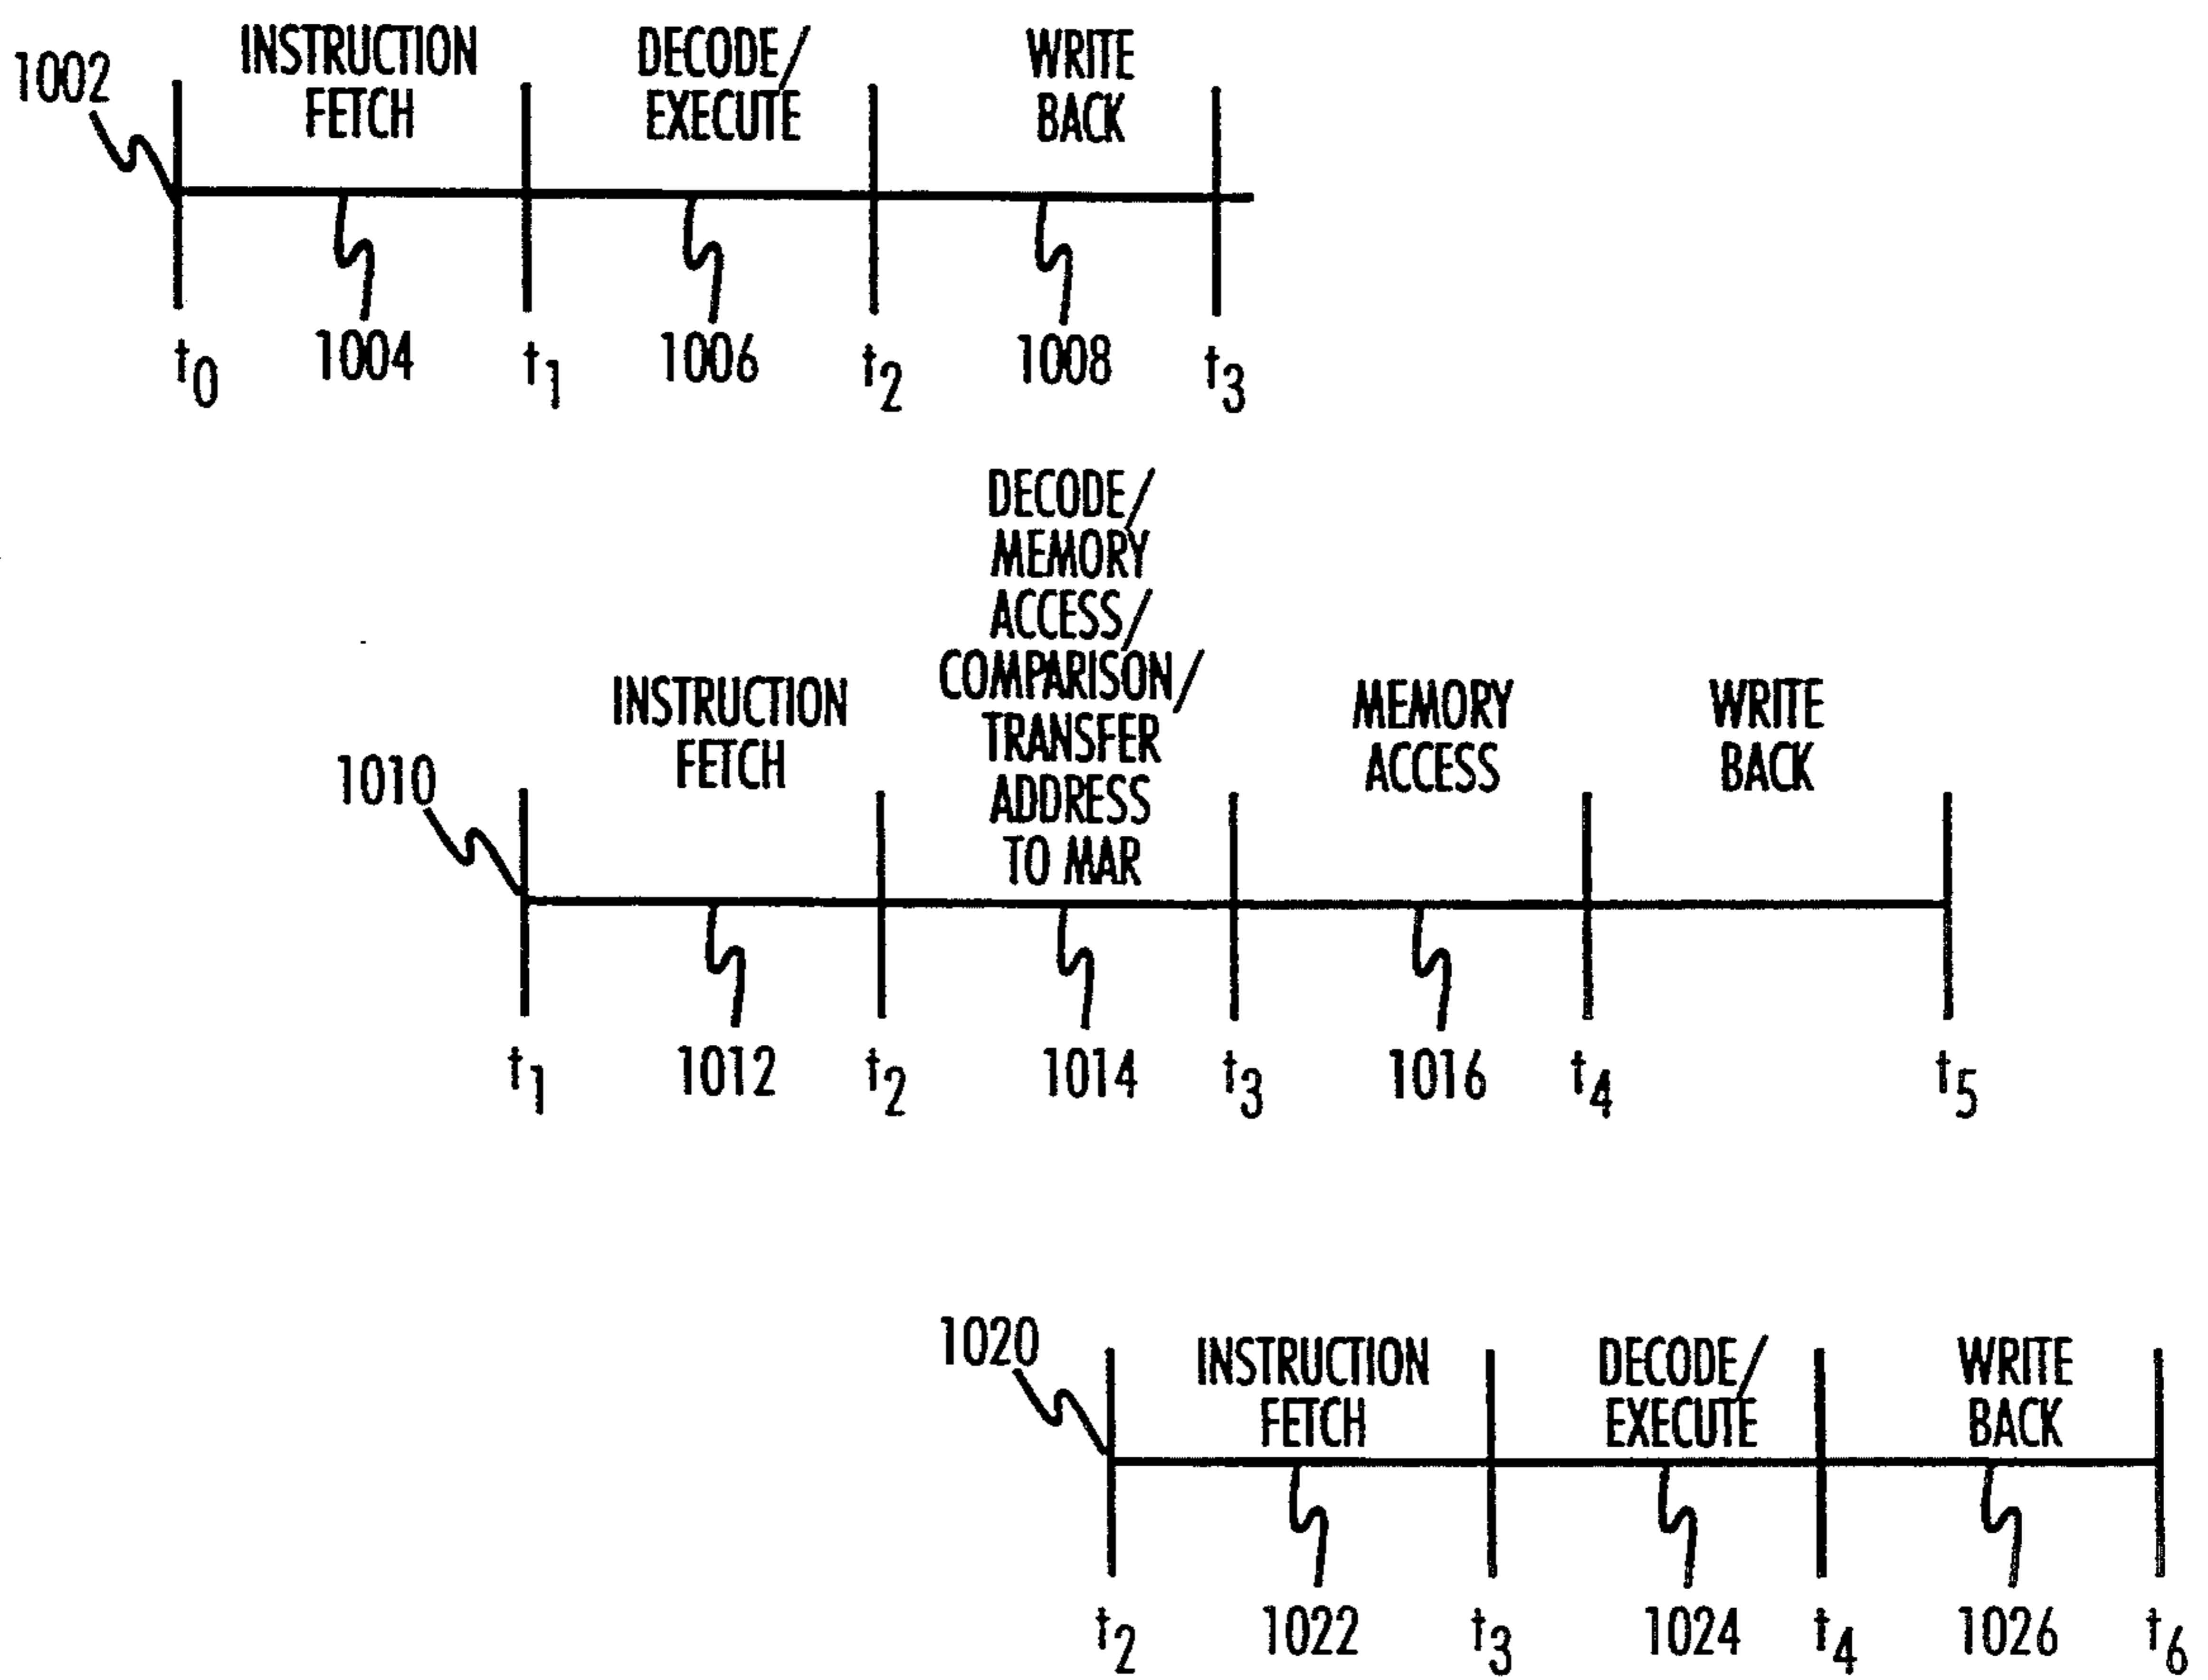 INSTRUCTION DECODE/ WRITE
1002 FETCH EXECUTE BACK
t0 1004 t1 1006 t2 1008 t3
DECODE/
MEMORY
ACCESS/
INSTRUCTION COMPARISON/ MEMORY WRITE
FETCH TRANSFER ACCESS BACK
1010 ADDRESS
TO MAR
t1 1012 t2 1014 t3 1016 t4 t5
1020 INSTRUCTION DECODE/ WRITE
FETCH EXECUTE BACK
t2 1022 t3 1024 t4 1026 t6